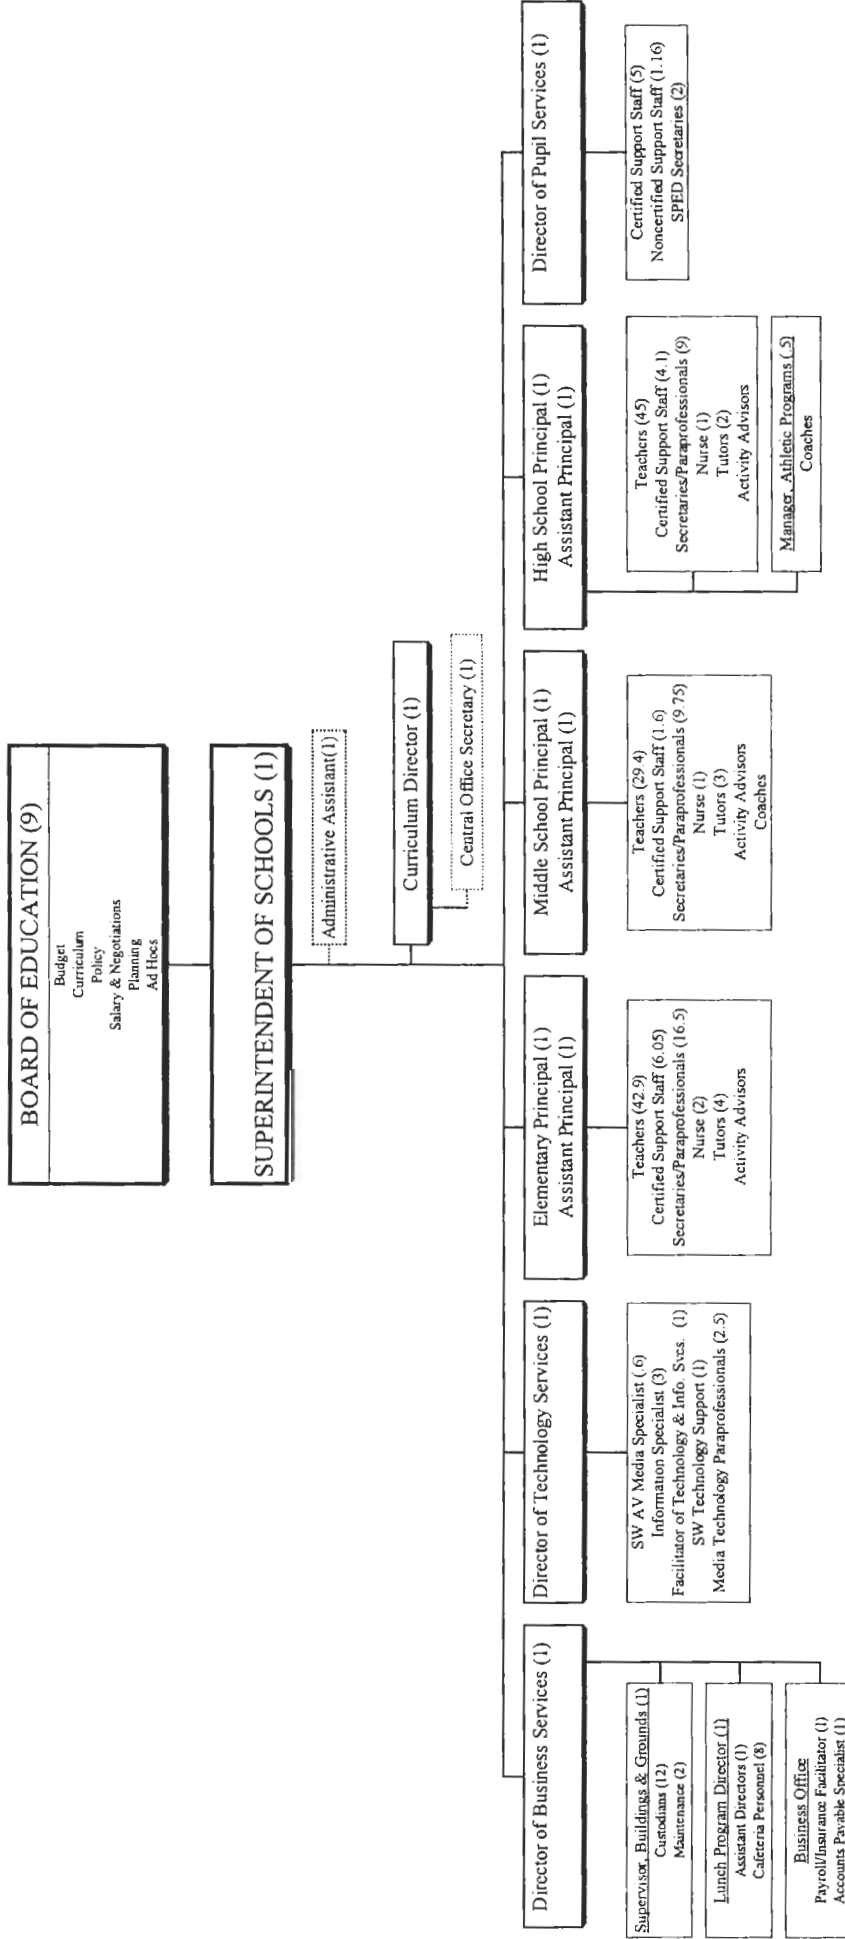 BOARD OF EDUCATION (9)
Budget
Curriculum
Policy
Salary & Negotiations
Planning
Ad Hocs
SUPERINTENDENT OF SCHOOLS (1)
Administrative Assistant(1)
Curriculum Director (1)
Central Office Secretary (1)
Director of Business Services (1)
Supervisor, Buildings & Grounds (1)
Custodians (12)
Maintenance (2)
Lunch Program Director (1)
Assistant Directors (1)
Cafeteria Personnel (8)
Business Office
Payroll/Insurance Facilitator (1)
Accounts Payable Specialist (1)
Director of Technology Services (1)
SW AV Media Specialist (.6)
Information Specialist (3)
Facilitator of Technology & Info. Svcs. (1)
SW Technology Support (1)
Media Technology Paraprofessionals (2.5)
Elementary Principal (1)
Assistant Principal (1)
Teachers (42.9)
Certified Support Staff (6.05)
Secretaries/Paraprofessionals (16.5)
Nurse (2)
Tutors (4)
Activity Advisors
Middle School Principal (1)
Assistant Principal (1)
Teachers (29.4)
Certified Support Staff (1.6)
Secretaries/Paraprofessionals (9.75)
Nurse (1)
Tutors (3)
Activity Advisors
Coaches
High School Principal (1)
Assistant Principal (1)
Teachers (45)
Certified Support Staff (4.1)
Secretaries/Paraprofessionals (9)
Nurse (1)
Tutors (2)
Activity Advisors
Manager, Athletic Programs (.5)
Coaches
Director of Pupil Services (1)
Certified Support Staff (5)
Noncertified Support Staff (1.16)
SPED Secretaries (2)